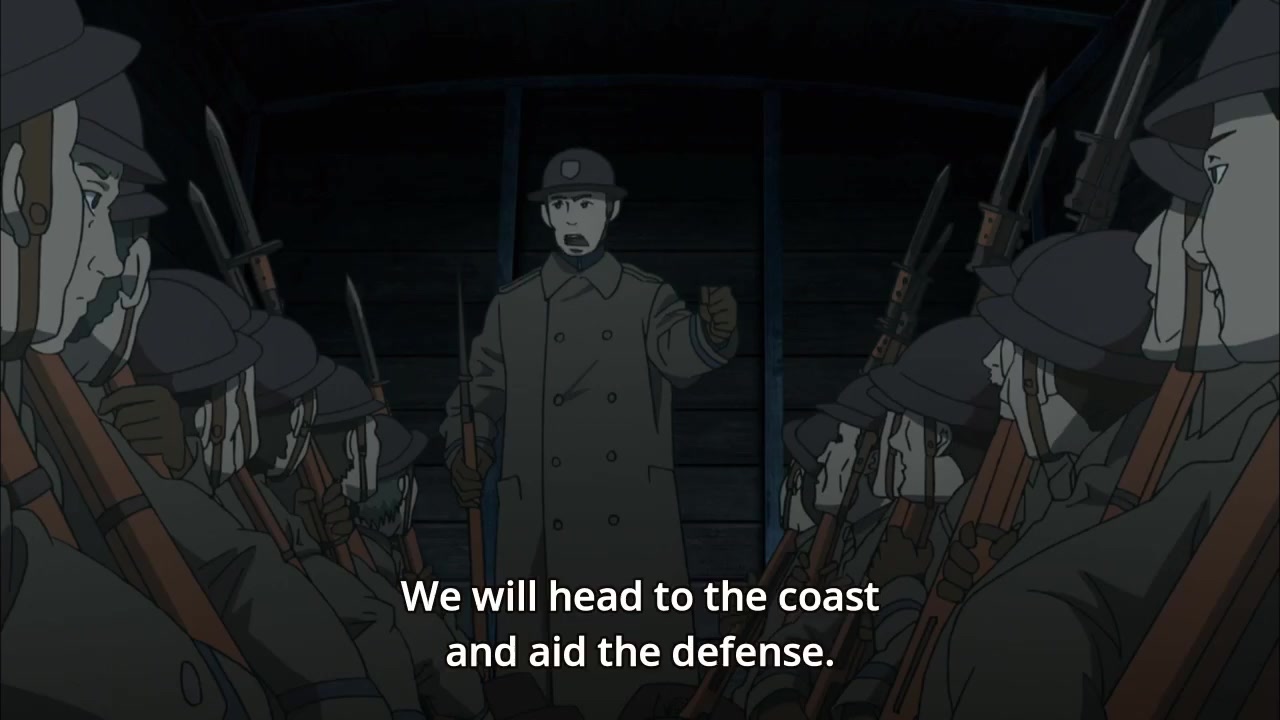 We will head to the coast
and aid the defense.